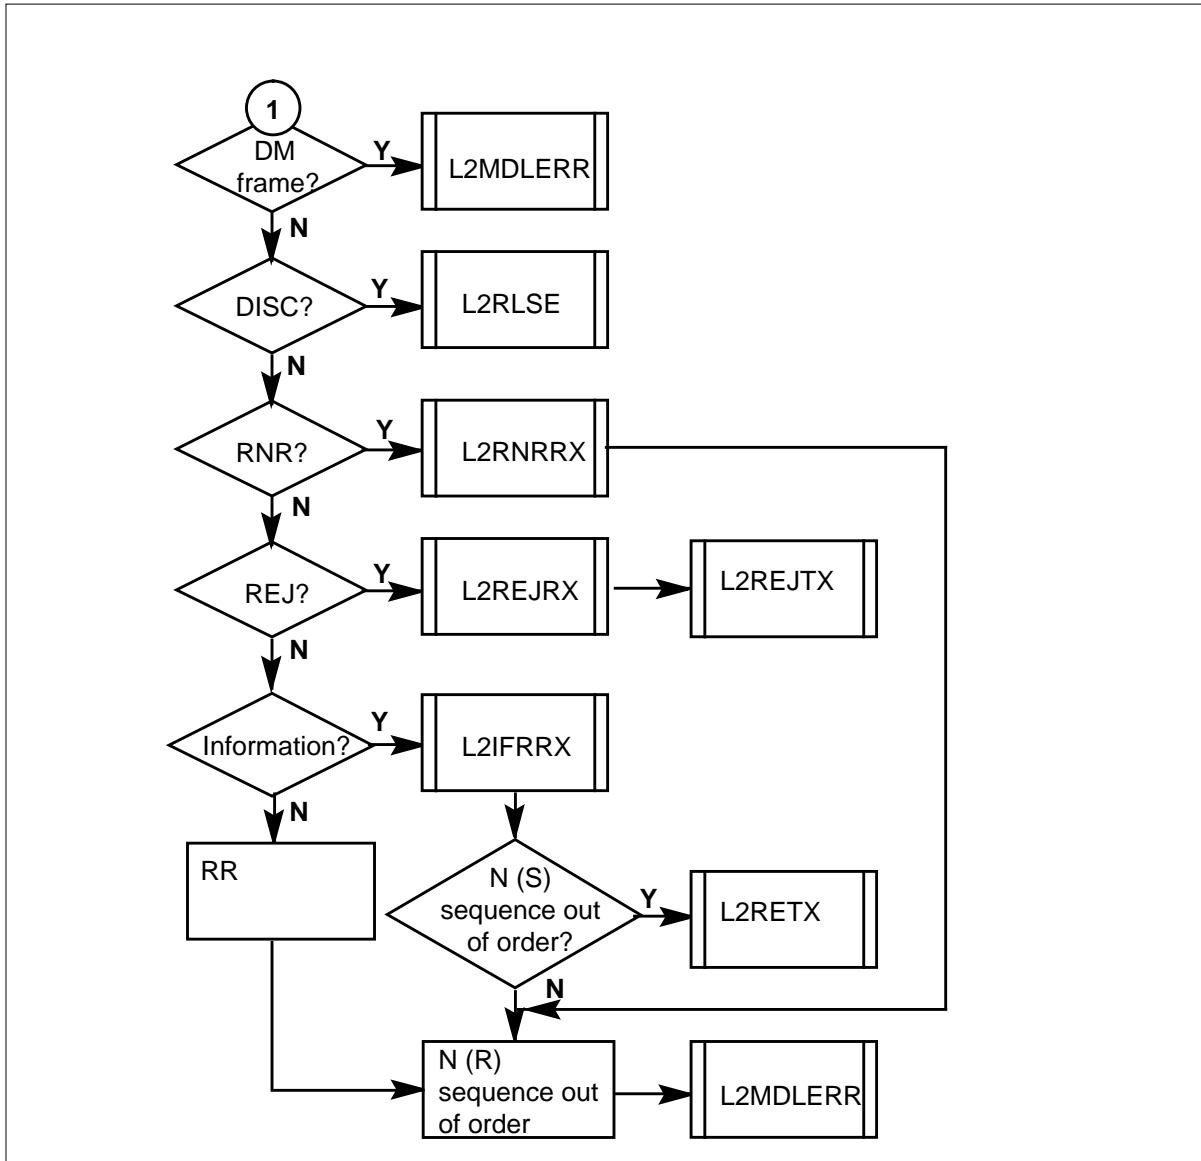 1
DM
frame?
Y
L2MDLERR
N
DISC?
Y
L2RLSE
N
RNR?
Y
L2RNRRX
N
REJ?
Y
L2REJRX
L2REJTX
N
Information?
Y
L2IFRRX
N
RR
N (S)
sequence out
of order?
Y
L2RETX
N
N (R)
sequence out
of order
L2MDLERR